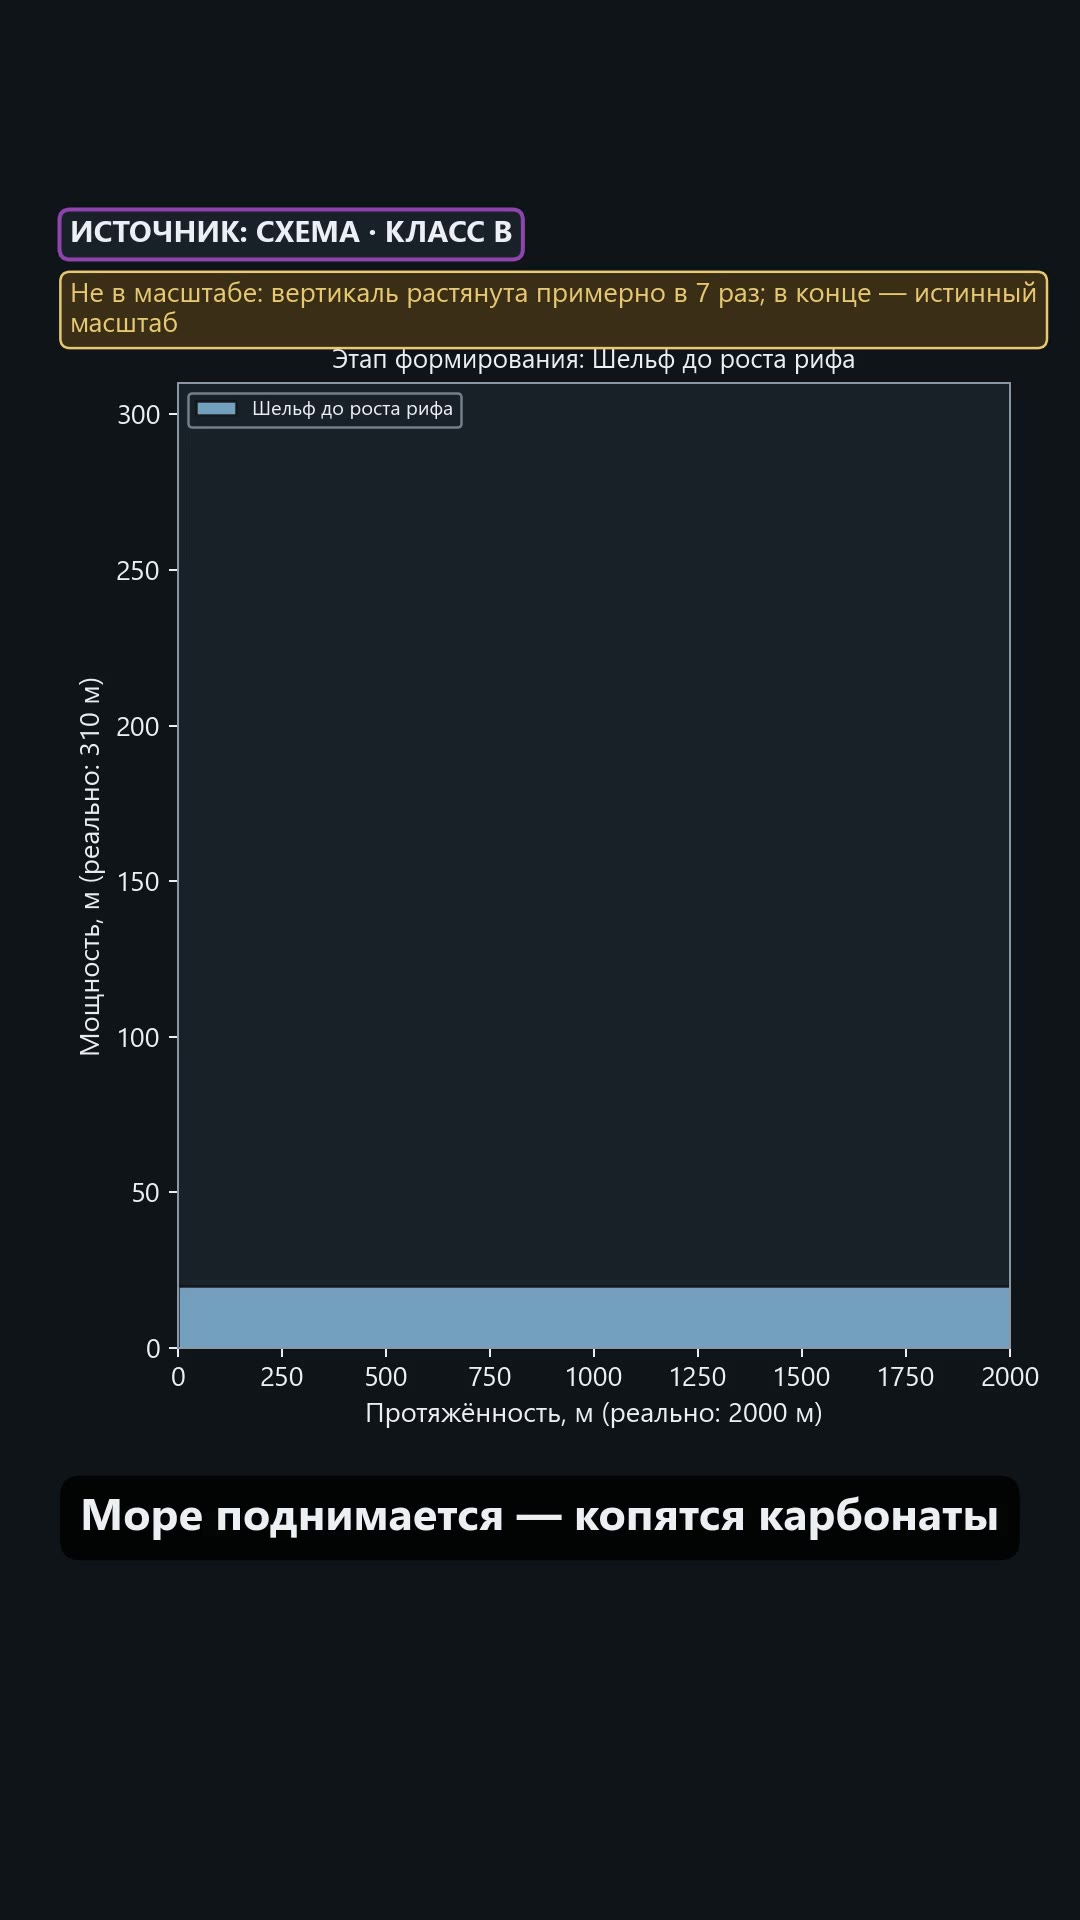 ИСТОЧНИК: СХЕМА · КЛАСС В
Не в масштабе: вертикаль растянута примерно в 7 раз; в конце — истинный
масштаб
Этап формирования: Шельф до роста рифа
Шельф до роста рифа
300
250
200
150
100
50
0
Мощность, м (реально: 310 м)
0 250 500 750 1000 1250 1500 1750 2000
Протяжённость, м (реально: 2000 м)
Море поднимается — копятся карбонаты